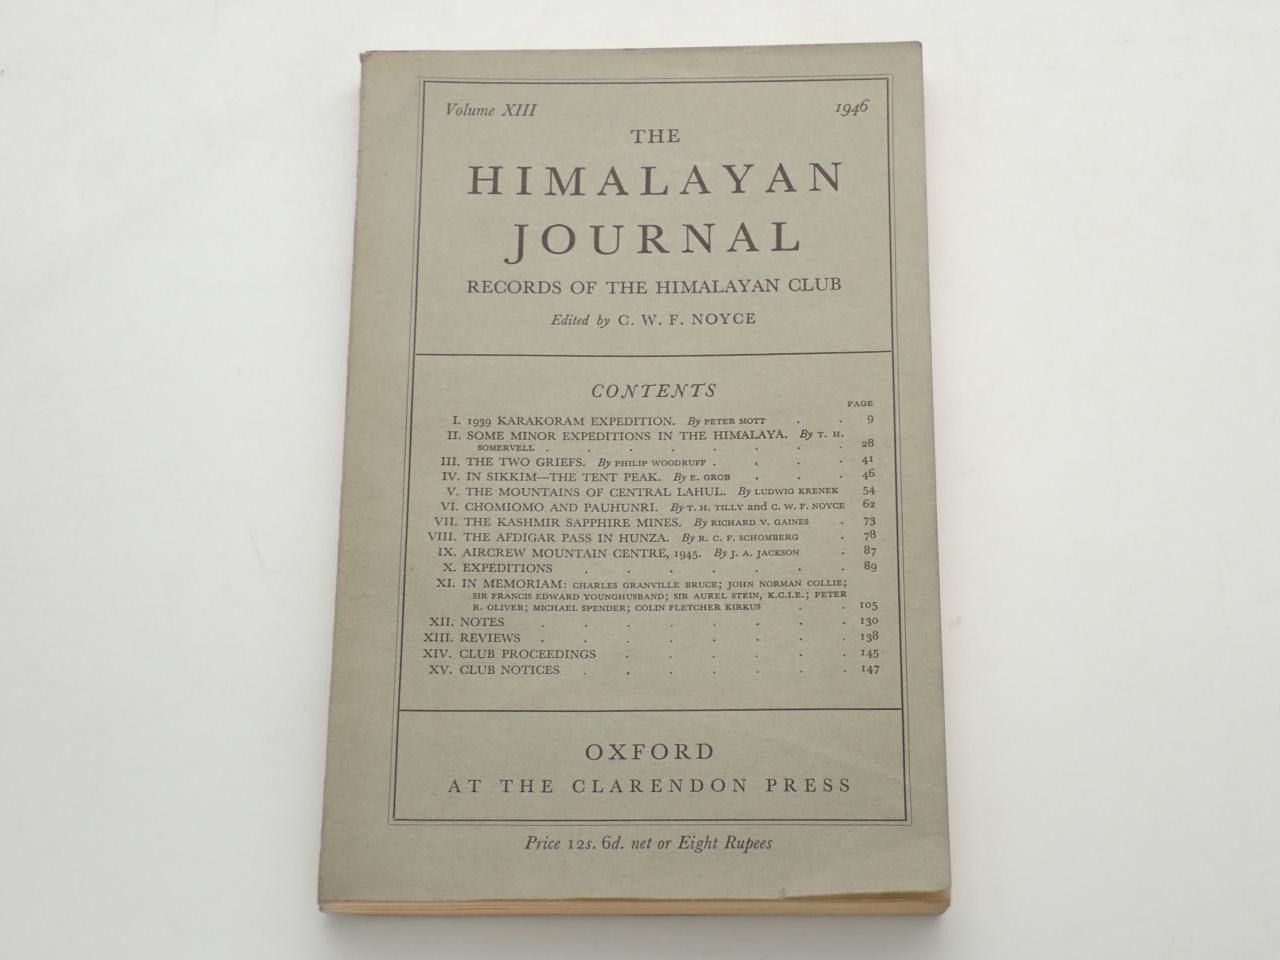 Volume XIII 1946
THE
HIMALAYAN
JOURNAL
RECORDS OF THE HIMALAYAN CLUB
Edited by C. W. F. NOYCE
CONTENTS
PAGE
I. 1939 KARAKORAM EXPEDITION. By PETER MOTT . . 9
II. SOME MINOR EXPEDITIONS IN THE HIMALAYA. By T. H.
SOMERVELL . . . . . . . . 28
III. THE TWO GRIEFS. By PHILIP WOODRUFF . . . . 41
IV. IN SIKKIM—THE TENT PEAK. By E. GROB . . . 46
V. THE MOUNTAINS OF CENTRAL LAHUL. By LUDWIG KRENEK 54
VI. CHOMIOMO AND PAUHUNRI. By T. H. TILLY and C. W. F. NOYCE 62
VII. THE KASHMIR SAPPHIRE MINES. By RICHARD V. GAINES . 73
VIII. THE AFDIGAR PASS IN HUNZA. By R. C. F. SCHOMBERG . 78
IX. AIRCREW MOUNTAIN CENTRE, 1945. By J. A. JACKSON . 87
X. EXPEDITIONS . . . . . . . 89
XI. IN MEMORIAM: CHARLES GRANVILLE BRUCE; JOHN NORMAN COLLIE;
SIR FRANCIS EDWARD YOUNGHUSBAND; SIR AUREL STEIN, K.C.I.E.; PETER
R. OLIVER; MICHAEL SPENDER; COLIN FLETCHER KIRKUS . . 105
XII. NOTES . . . . . . . . 130
XIII. REVIEWS . . . . . . . . 138
XIV. CLUB PROCEEDINGS . . . . . . 145
XV. CLUB NOTICES . . . . . . . 147
OXFORD
AT THE CLARENDON PRESS
Price 12s. 6d. net or Eight Rupees